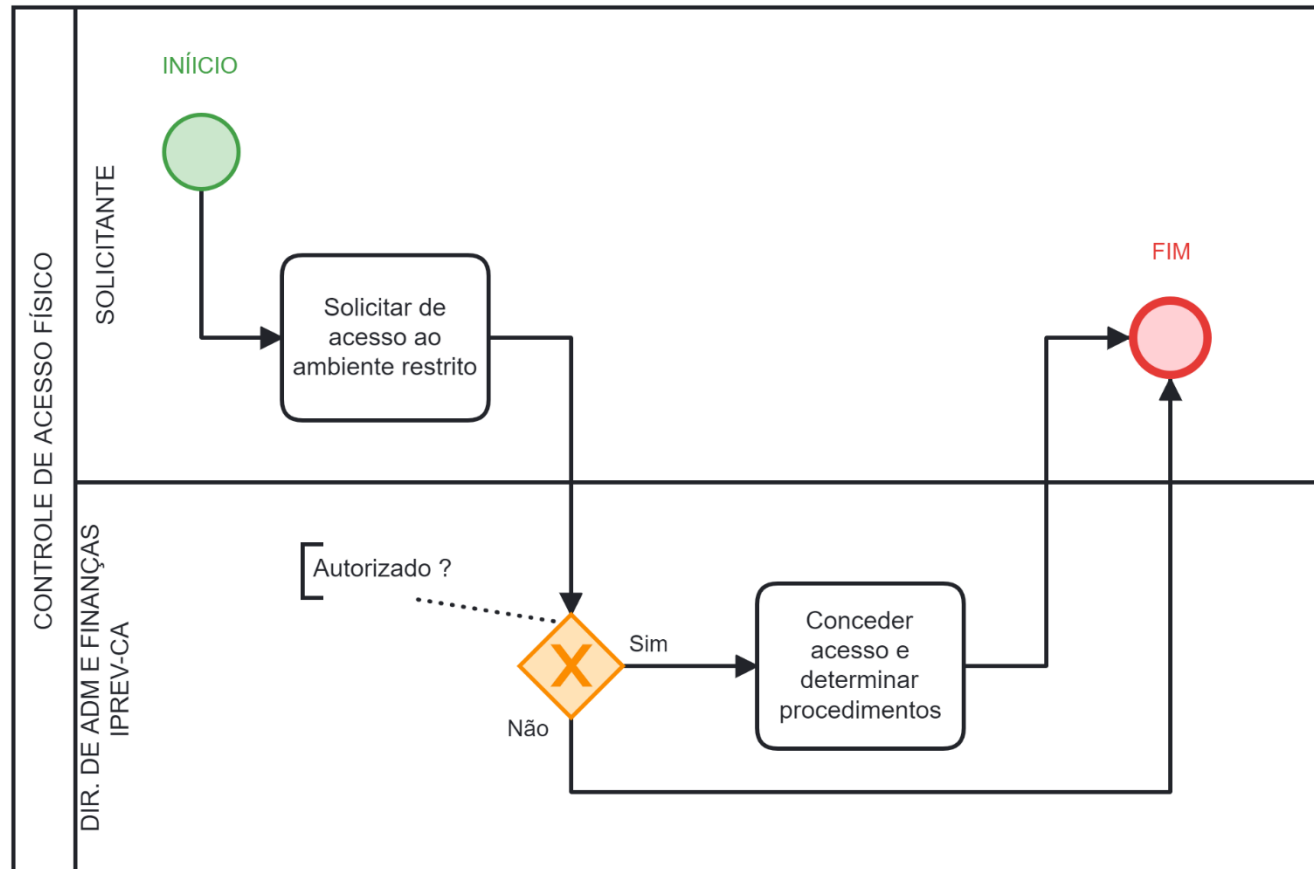 CONTROLE DE ACESSO FÍSICO
SOLICITANTE
INÍICIO
Solicitar de
acesso ao
ambiente restrito
FIM
DIR. DE ADM E FINANÇAS
IPREV-CA
Autorizado ?
X
Sim
Não
Conceder
acesso e
determinar
procedimentos